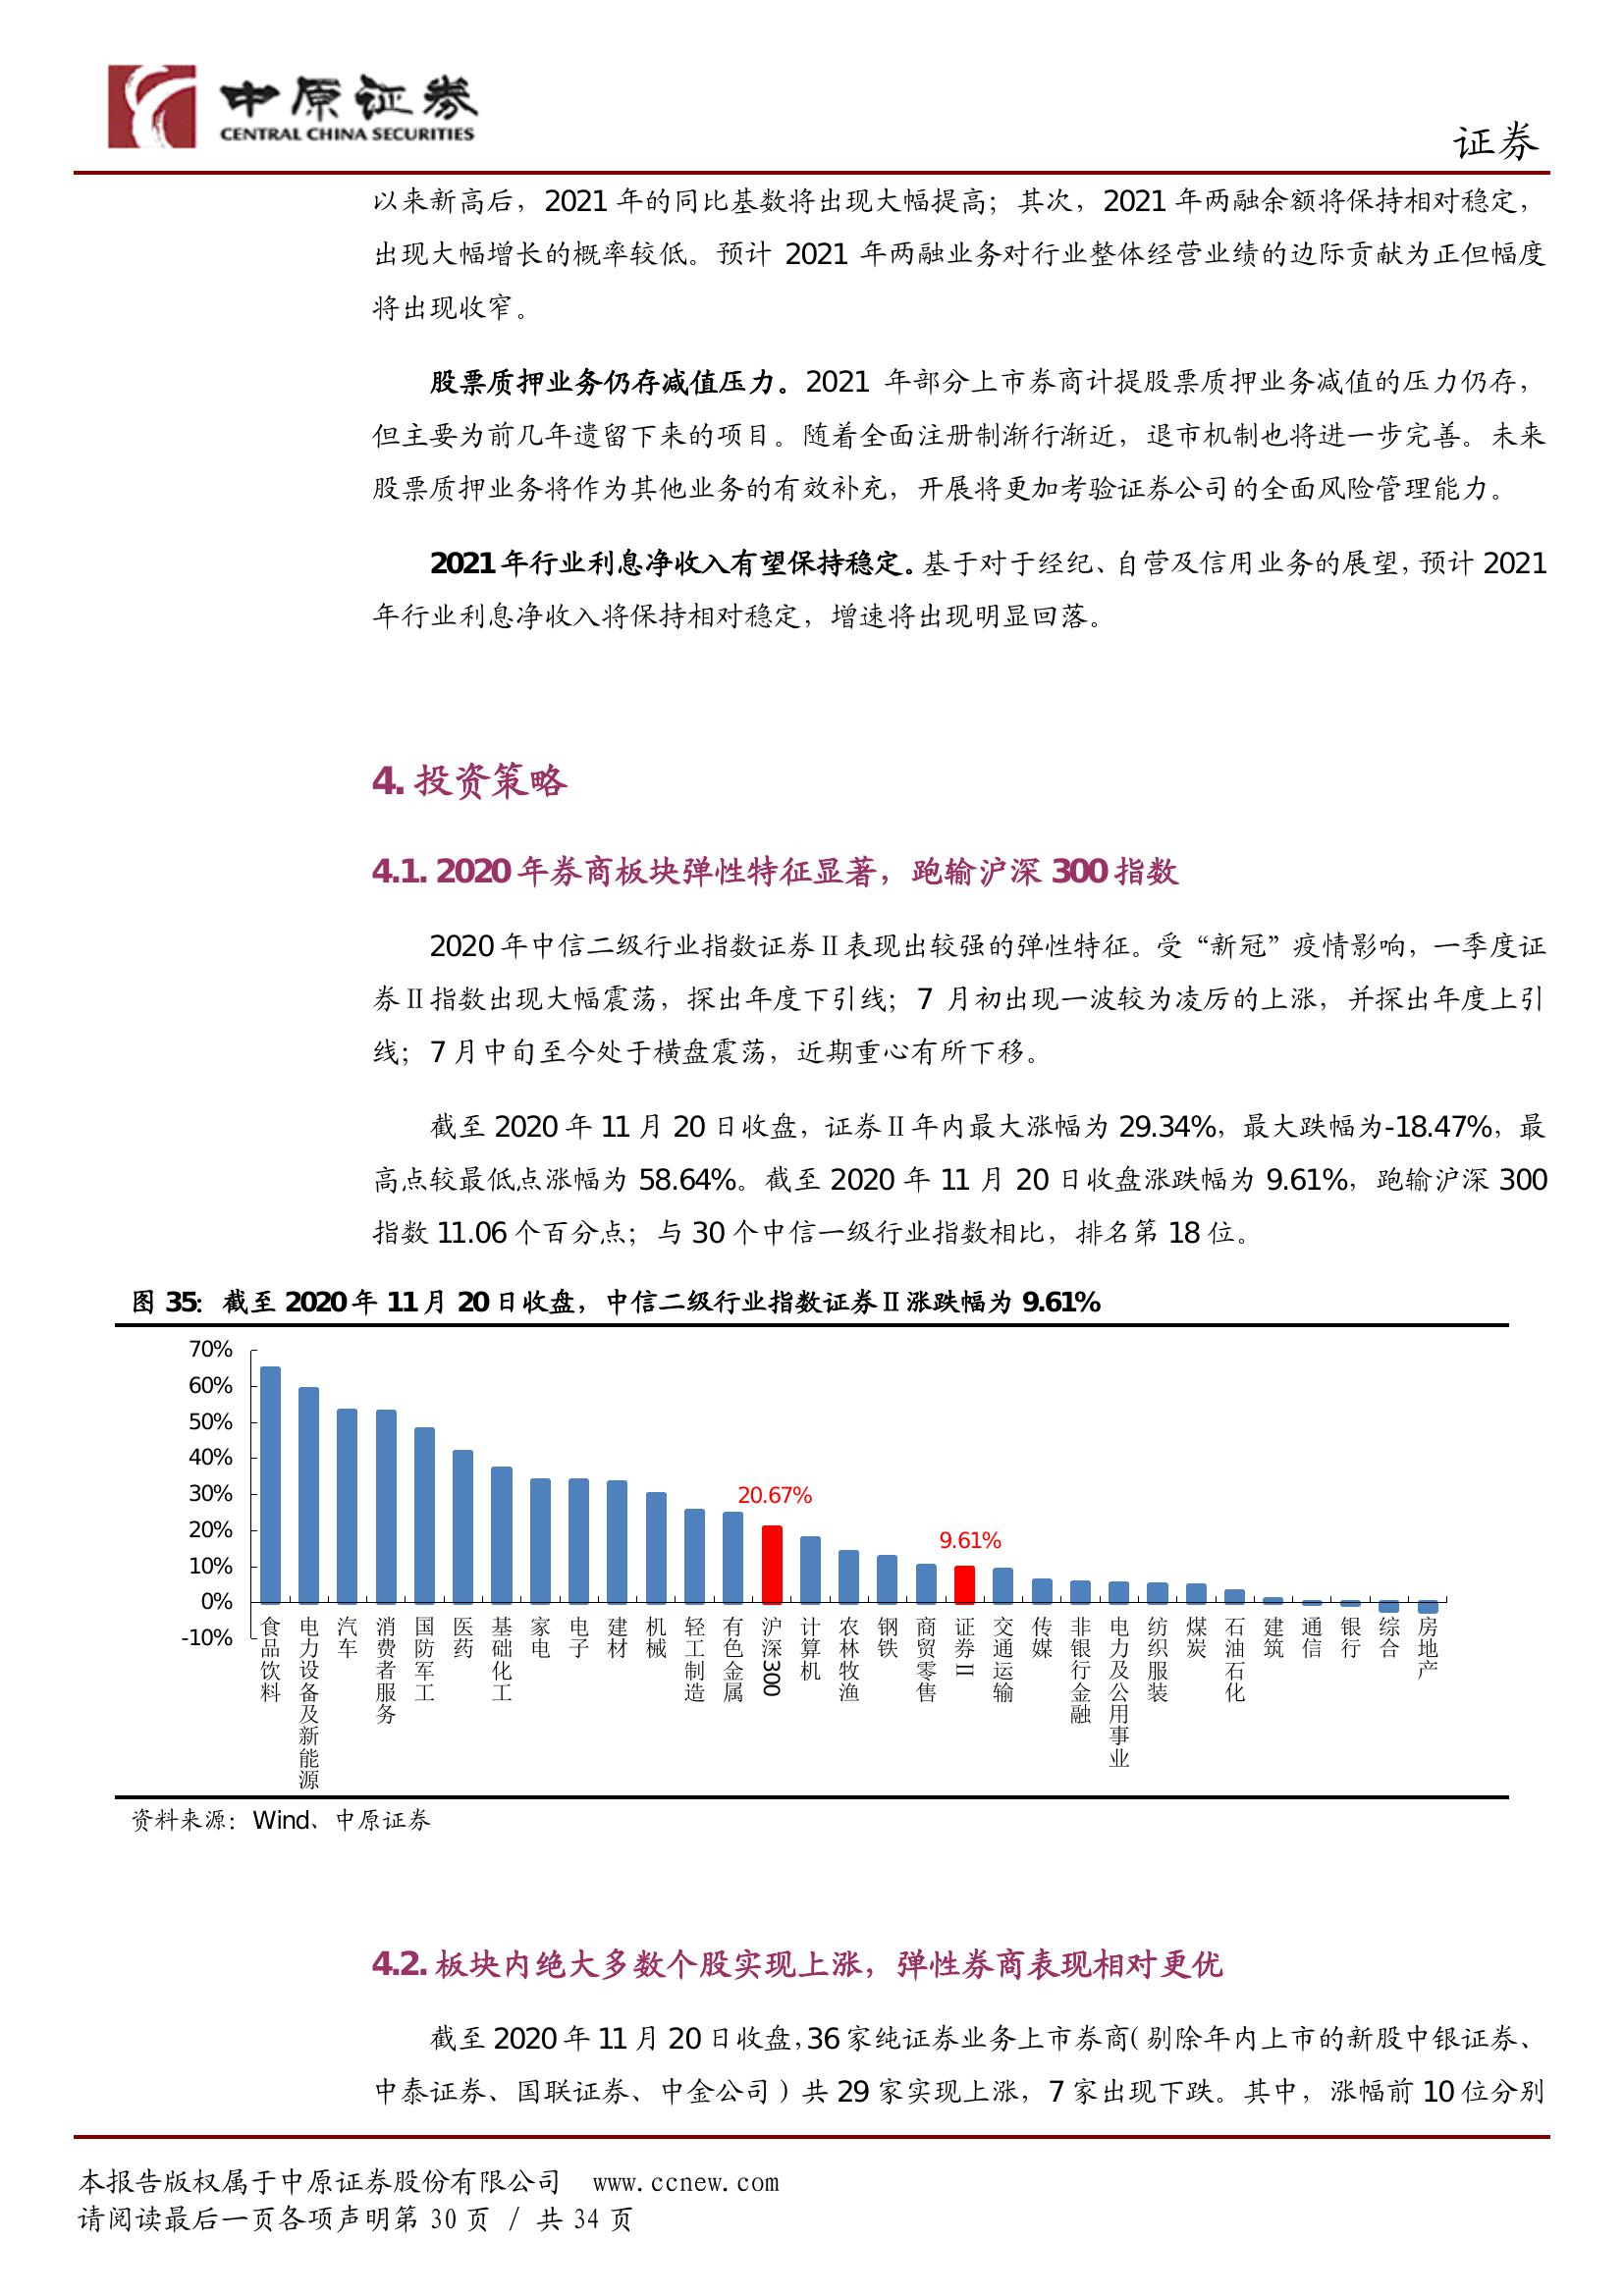 中原证券
CENTRAL CHINA SECURITIES
证券
以来新高后，2021 年的同比基数将出现大幅提高；其次，2021 年两融余额将保持相对稳定，
出现大幅增长的概率较低。预计 2021 年两融业务对行业整体经营业绩的边际贡献为正但幅度
将出现收窄。
股票质押业务仍存减值压力。2021 年部分上市券商计提股票质押业务减值的压力仍存，
但主要为前几年遗留下来的项目。随着全面注册制渐行渐近，退市机制也将进一步完善。未来
股票质押业务将作为其他业务的有效补充，开展将更加考验证券公司的全面风险管理能力。
2021 年行业利息净收入有望保持稳定。基于对于经纪、自营及信用业务的展望，预计 2021
年行业利息净收入将保持相对稳定，增速将出现明显回落。
4. 投资策略
4.1. 2020 年券商板块弹性特征显著，跑输沪深 300 指数
2020 年中信二级行业指数证券Ⅱ表现出较强的弹性特征。受“新冠”疫情影响，一季度证
券Ⅱ指数出现大幅震荡，探出年度下引线；7 月初出现一波较为凌厉的上涨，并探出年度上引
线；7 月中旬至今处于横盘震荡，近期重心有所下移。
截至 2020 年 11 月 20 日收盘，证券Ⅱ年内最大涨幅为 29.34%，最大跌幅为-18.47%，最
高点较最低点涨幅为 58.64%。截至 2020 年 11 月 20 日收盘涨跌幅为 9.61%，跑输沪深 300
指数 11.06 个百分点；与 30 个中信一级行业指数相比，排名第 18 位。
图 35：截至 2020 年 11 月 20 日收盘，中信二级行业指数证券Ⅱ涨跌幅为 9.61%
70%
60%
50%
40%
30%
20%
10%
0%
-10%
20.67%
9.61%
食品饮料
电力设备及新能源
汽车
消费者服务
国防军工
医药
基础化工
家电
电子
建材
机械
轻工制造
有色金属
沪深300
计算机
农林牧渔
钢铁
商贸零售
证券II
交通运输
传媒
非银行金融
电力及公用事业
纺织服装
煤炭
石油石化
建筑
通信
银行
综合
房地产
资料来源：Wind、中原证券
4.2. 板块内绝大多数个股实现上涨，弹性券商表现相对更优
截至 2020 年 11 月 20 日收盘，36 家纯证券业务上市券商（剔除年内上市的新股中银证券、
中泰证券、国联证券、中金公司）共 29 家实现上涨，7 家出现下跌。其中，涨幅前 10 位分别
本报告版权属于中原证券股份有限公司 www.ccnew.com
请阅读最后一页各项声明第 30 页 / 共 34 页